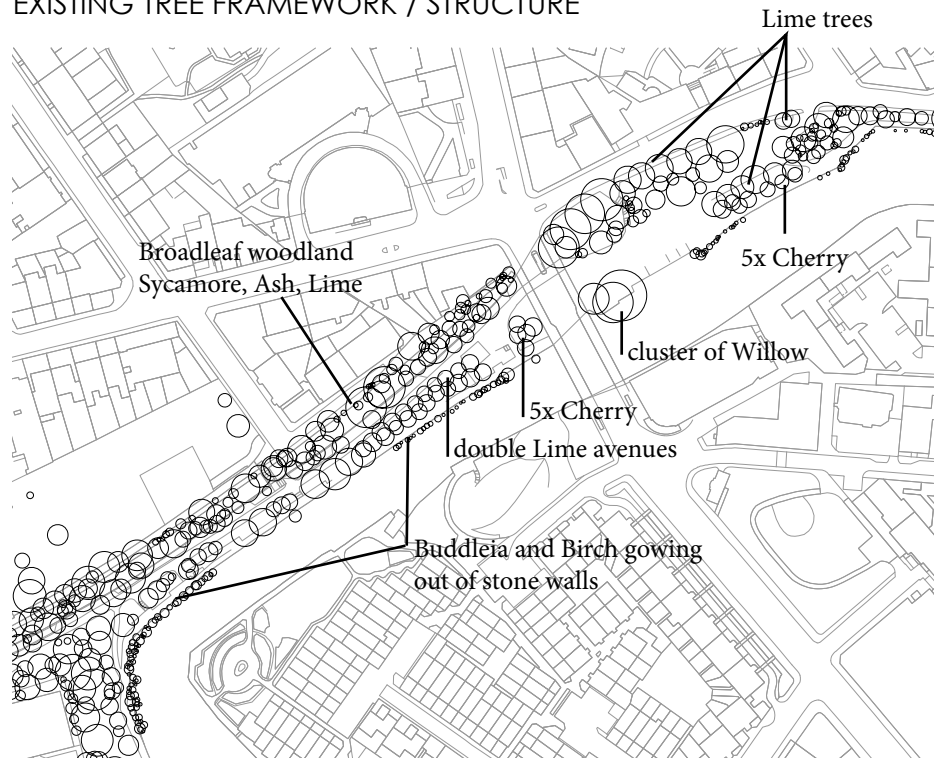 EXISTING TREE FRAMEWORK / STRUCTURE
Lime trees
Broadleaf woodland
Sycamore, Ash, Lime
5x Cherry
cluster of Willow
5x Cherry
double Lime avenues
Buddleia and Birch gowing
out of stone walls